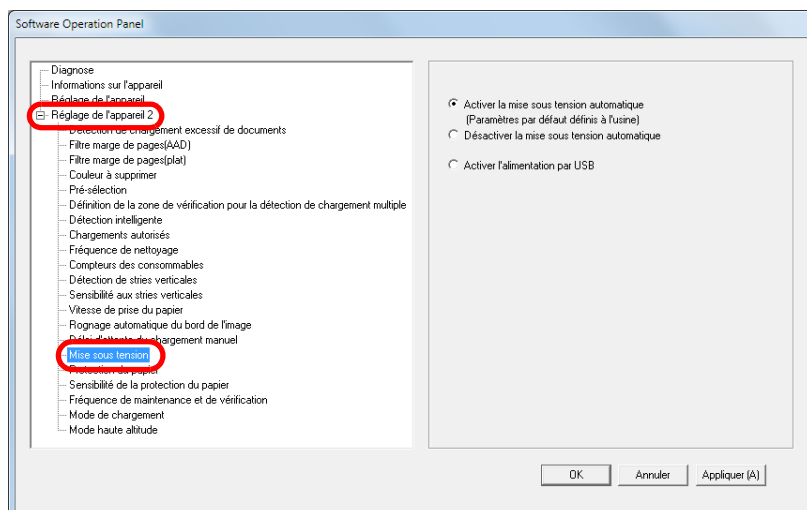 Software Operation Panel
Diagnose
Informations sur l'appareil
Réglage de l'appareil
Réglage de l'appareil 2
Détection de chargement excessif de documents
Filtre marge de pages(AAD)
Filtre marge de pages(plat)
Couleur à supprimer
Pré-sélection
Définition de la zone de vérification pour la détection de chargement multiple
Détection intelligente
Chargements autorisés
Fréquence de nettoyage
Compteurs des consommables
Détection de stries verticales
Sensibilité aux stries verticales
Vitesse de prise du papier
Rognage automatique du bord de l'image
Délai d'attente du chargement manuel
Mise sous tension
Protection du papier
Sensibilité de la protection du papier
Fréquence de maintenance et de vérification
Mode de chargement
Mode haute altitude
Activer la mise sous tension automatique
(Paramètres par défaut définis à l'usine)
Désactiver la mise sous tension automatique
Activer l'alimentation par USB
OK Annuler Appliquer (A)